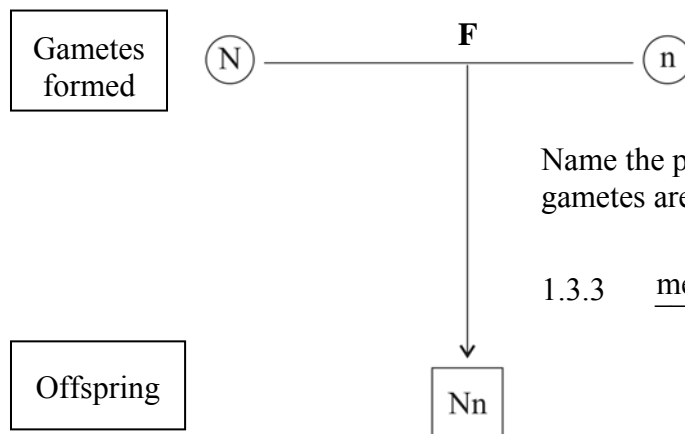 Gametes
formed
N
F
n
Name the p
gametes are
1.3.3 me
Offspring
Nn